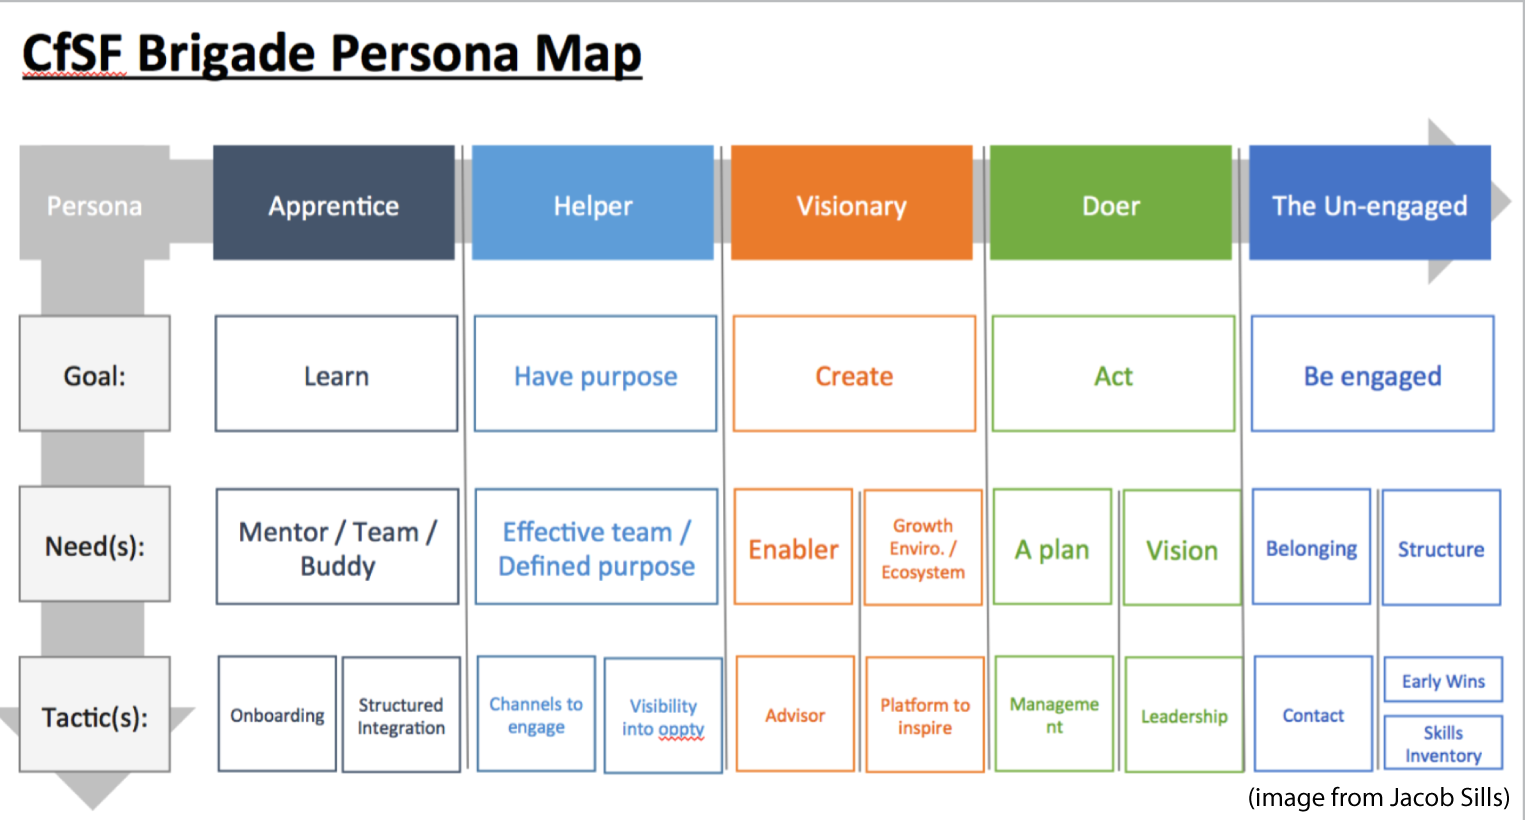 CfSF Brigade Persona Map
Persona
Apprentice
Helper
Visionary
Doer
The Un-engaged
Goal:
Learn
Have purpose
Create
Act
Be engaged
Need(s):
Mentor / Team /
Buddy
Effective team /
Defined purpose
Enabler
Growth
Enviro. /
Ecosystem
A plan
Vision
Belonging
Structure
Tactic(s):
Onboarding
Structured
Integration
Channels to
engage
Visibility
into oppty
Advisor
Platform to
inspire
Manageme
nt
Leadership
Contact
Early Wins
Skills
Inventory
(image from Jacob Sills)